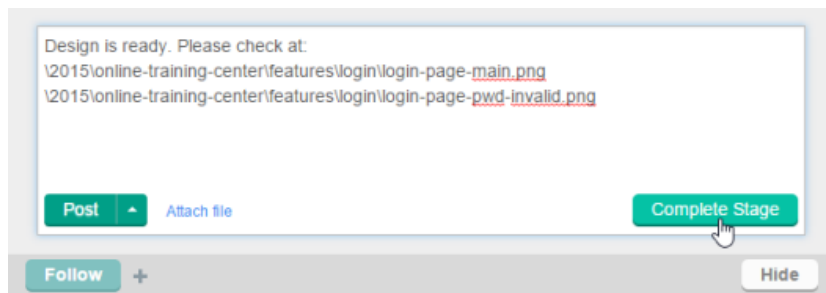 Design is ready. Please check at:
\2015\online-training-center\features\login\login-page-main.png
\2015\online-training-center\features\login\login-page-pwd-invalid.png
Post Attach file Complete Stage
Follow + Hide